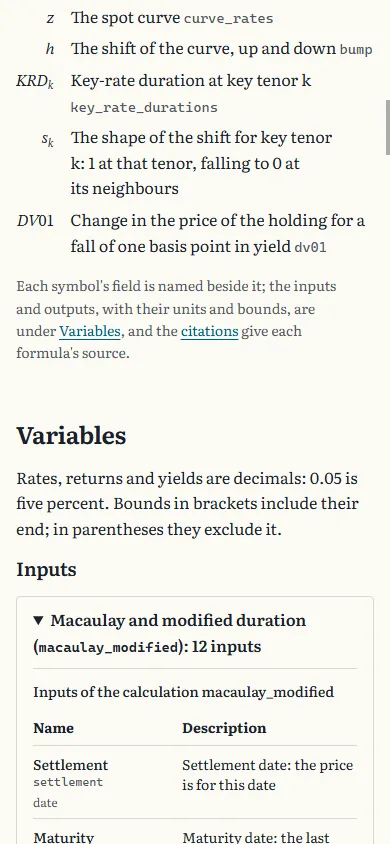 z The spot curve curve_rates
h The shift of the curve, up and down bump
KRDk Key-rate duration at key tenor k
key_rate_durations
sk The shape of the shift for key tenor
k: 1 at that tenor, falling to 0 at
its neighbours
DV01 Change in the price of the holding for a
fall of one basis point in yield dv01
Each symbol's field is named beside it; the inputs
and outputs, with their units and bounds, are
under Variables, and the citations give each
formula's source.
Variables
Rates, returns and yields are decimals: 0.05 is
five percent. Bounds in brackets include their
end; in parentheses they exclude it.
Inputs
▼ Macaulay and modified duration
(macaulay_modified): 12 inputs
Inputs of the calculation macaulay_modified
Name Description
Settlement Settlement date: the price
settlement is for this date
date
Maturity Maturity date: the last